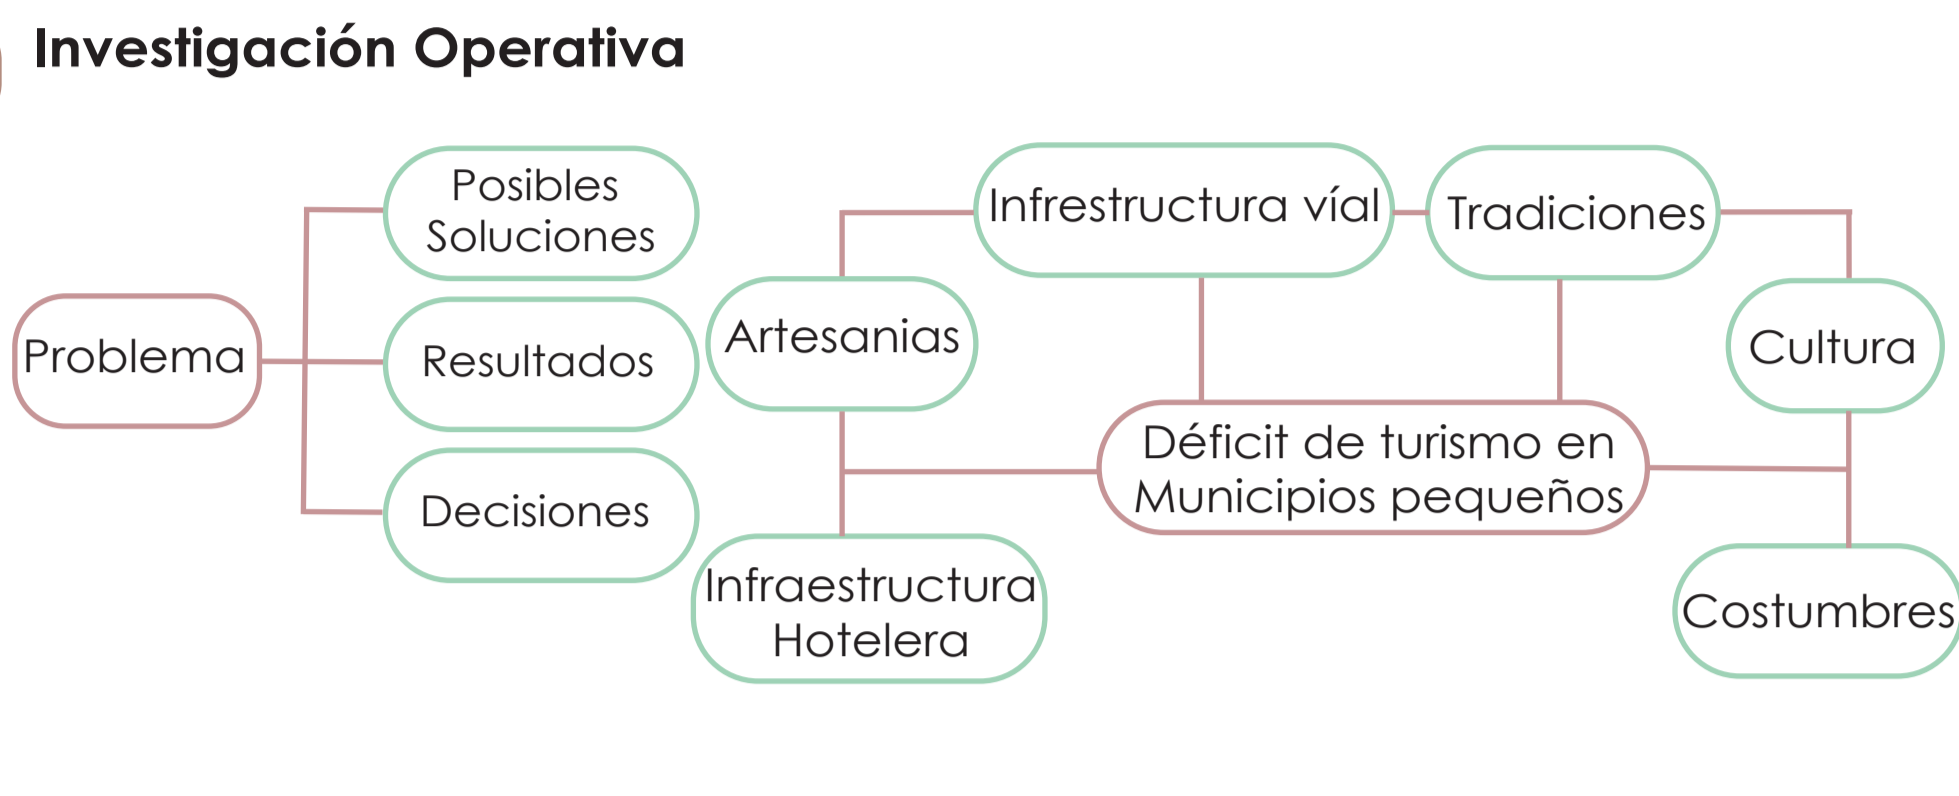 Investigación Operativa
Problema
Posibles
Soluciones
Resultados
Decisiones
Artesanias
Infrestructura víal
Tradiciones
Cultura
Déficit de turismo en
Municipios pequeños
Infraestructura
Hotelera
Costumbres